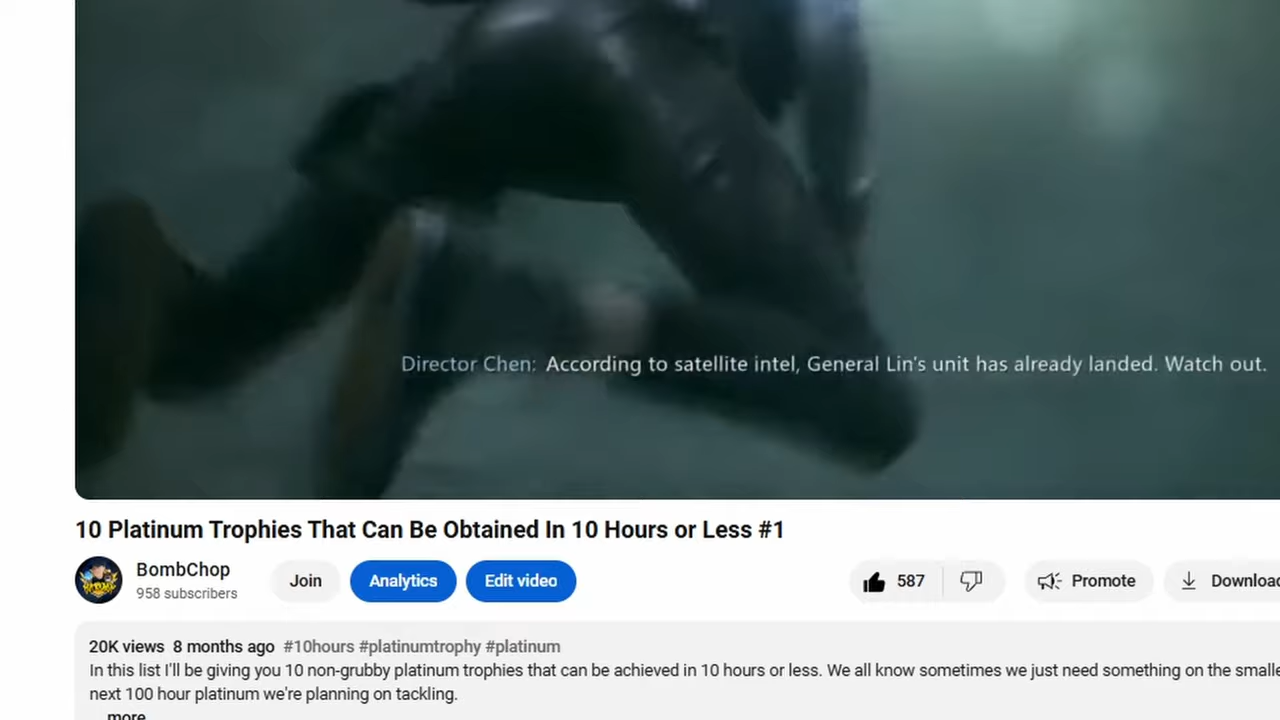 Director Chen: According to satellite intel, General Lin's unit has already landed. Watch out.
10 Platinum Trophies That Can Be Obtained In 10 Hours or Less #1
BombChop
958 subscribers
Join
Analytics
Edit video
587
Promote
Download
20K views 8 months ago #10hours #platinumtrophy #platinum
In this list I'll be giving you 10 non-grubby platinum trophies that can be achieved in 10 hours or less. We all know sometimes we just need something on the smalle
next 100 hour platinum we're planning on tackling.
...more